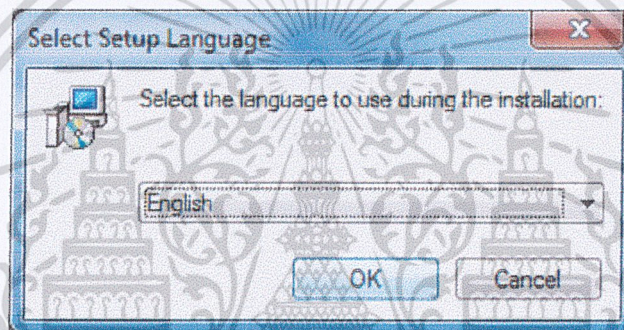 Select Setup Language
Select the language to use during the installation:
English
OK
Cancel